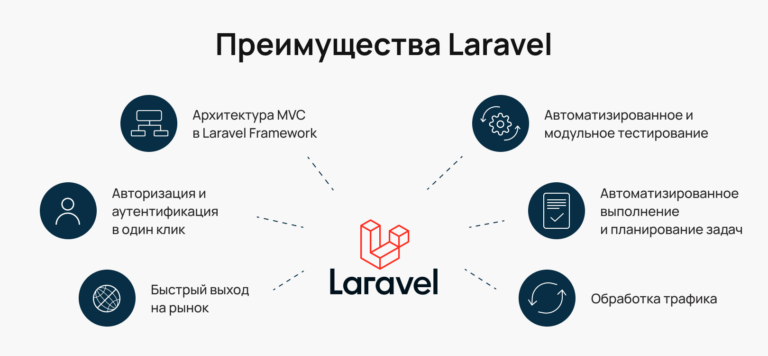 Преимущества Laravel
Архитектура MVC
в Laravel Framework
Авторизация и
аутентификация
в один клик
Быстрый выход
на рынок
Laravel
Автоматизированное и
модульное тестирование
Автоматизированное
выполнение
и планирование задач
Обработка трафика